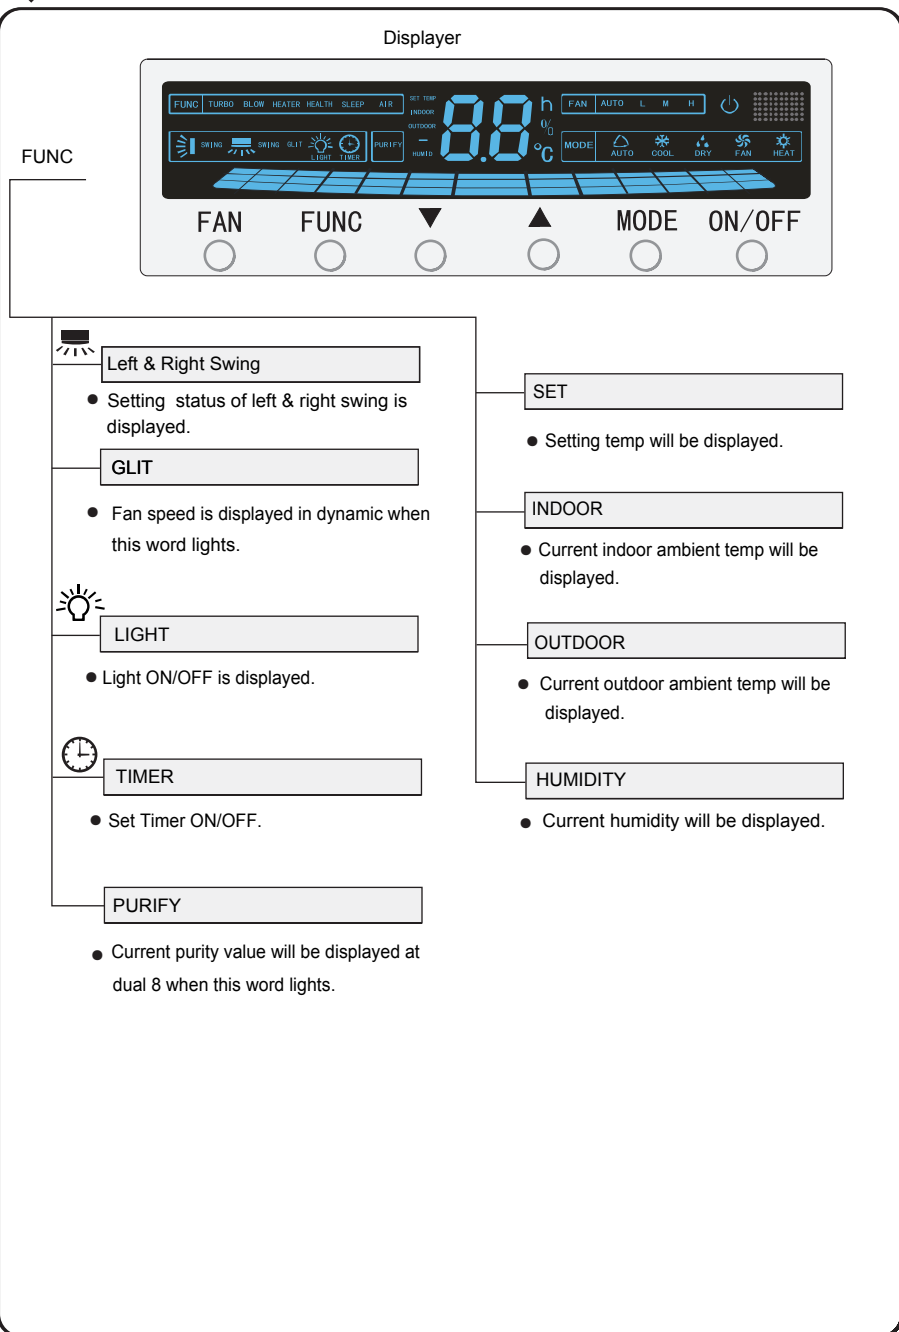 Displayer
FUNC TURBO BLOW HEATER HEALTH SLEEP AIR
SET TEMP
INDOOR
OUTDOOR
HUMID
8.8
h
%
°C
FAN AUTO L M H
SWING SWING GLIT LIGHT TIMER PURIFY
MODE AUTO COOL DRY FAN HEAT
FAN FUNC ▼ ▲ MODE ON/OFF
FUNC
Left & Right Swing
● Setting status of left & right swing is
displayed.
GLIT
● Fan speed is displayed in dynamic when
this word lights.
LIGHT
● Light ON/OFF is displayed.
TIMER
● Set Timer ON/OFF.
PURIFY
● Current purity value will be displayed at
dual 8 when this word lights.
SET
● Setting temp will be displayed.
INDOOR
● Current indoor ambient temp will be
displayed.
OUTDOOR
● Current outdoor ambient temp will be
displayed.
HUMIDITY
● Current humidity will be displayed.